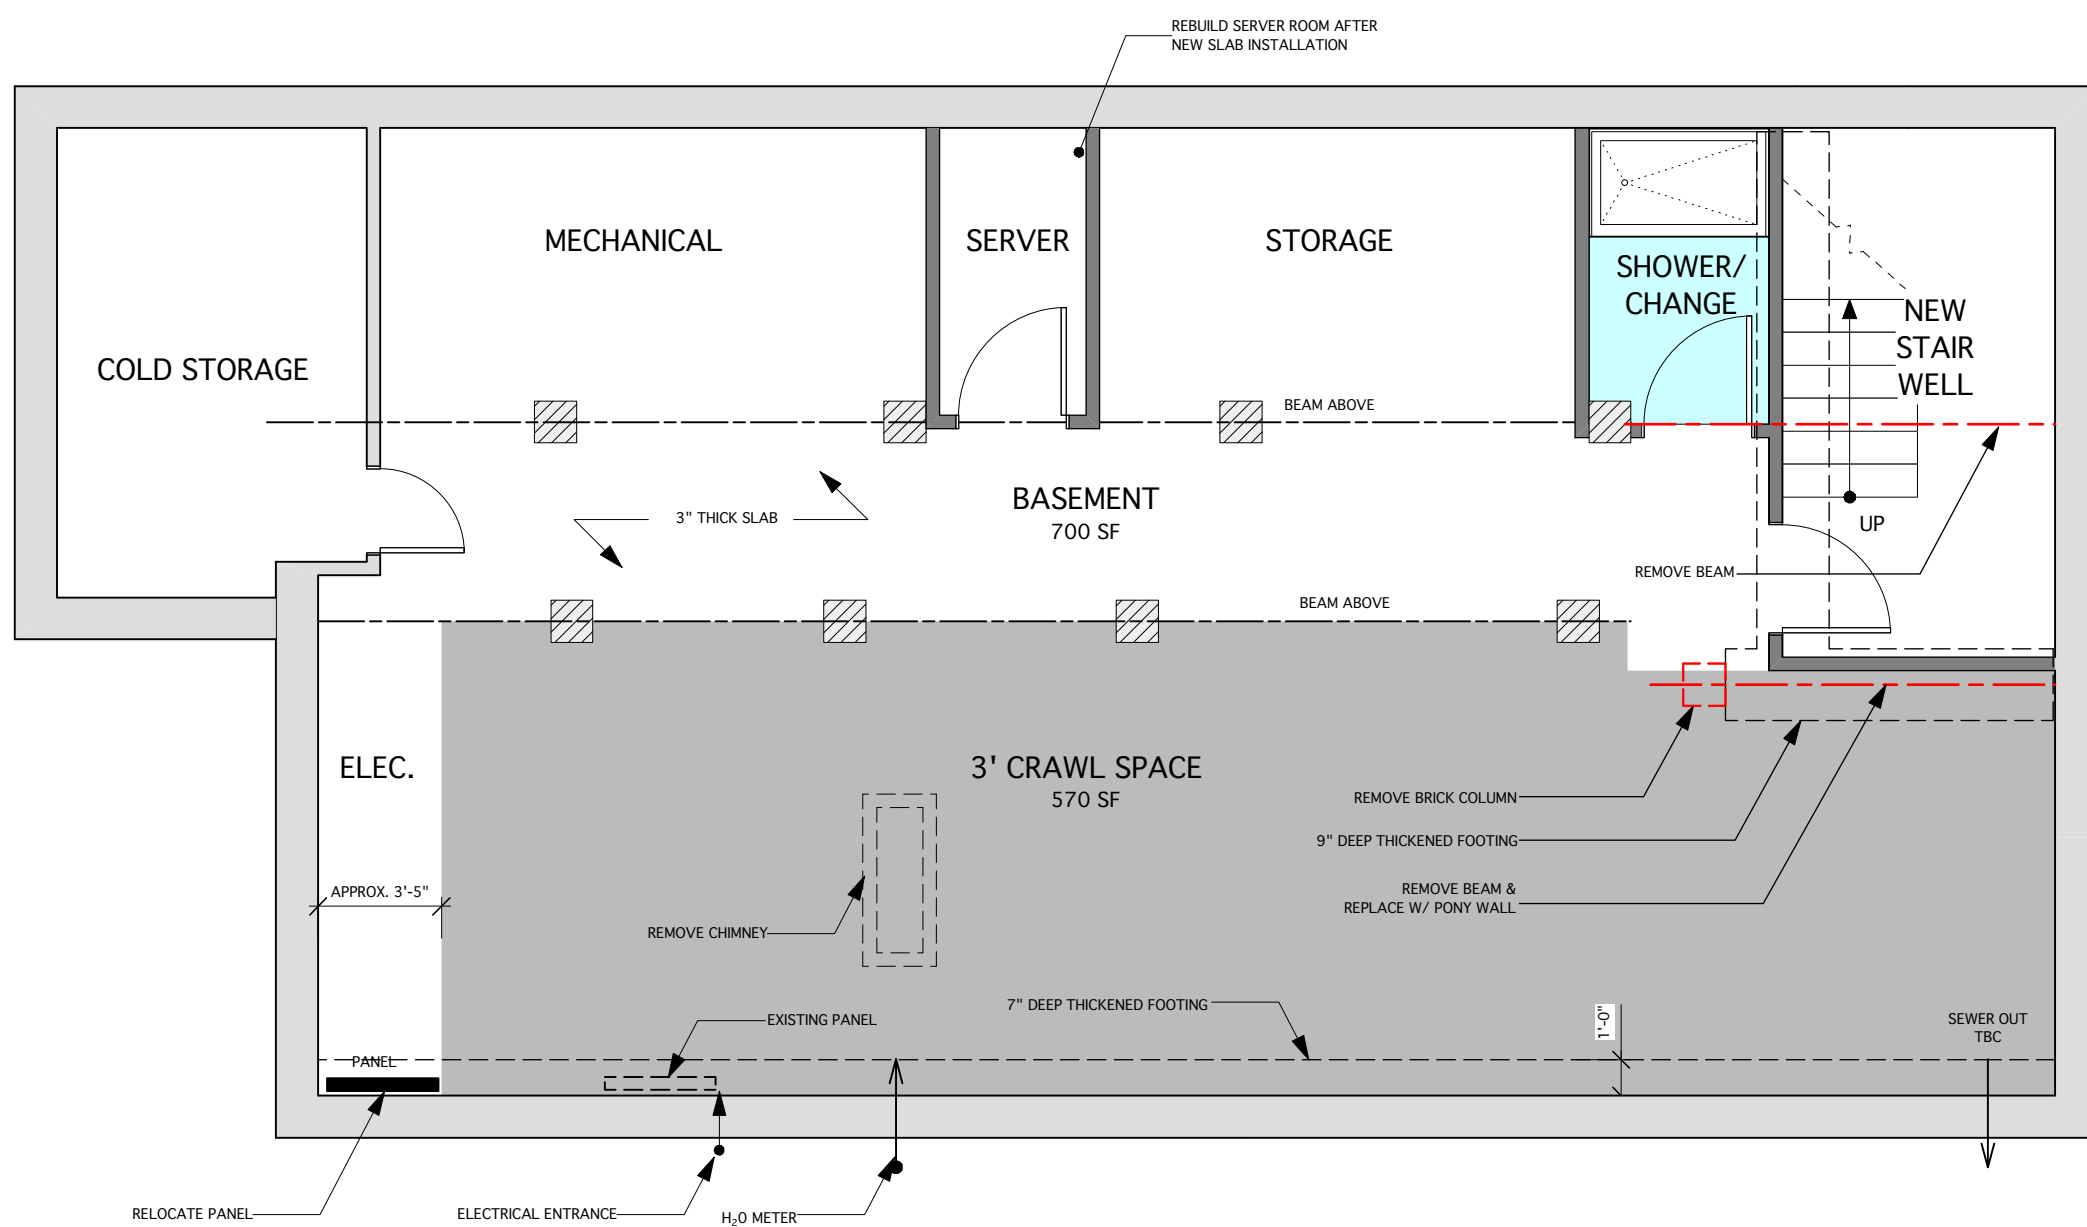 REBUILD SERVER ROOM AFTER
NEW SLAB INSTALLATION
MECHANICAL
SERVER
STORAGE
SHOWER/
CHANGE
NEW
STAIR
WELL
COLD STORAGE
BEAM ABOVE
BASEMENT
700 SF
3" THICK SLAB
UP
REMOVE BEAM
BEAM ABOVE
ELEC.
3' CRAWL SPACE
570 SF
REMOVE BRICK COLUMN
9" DEEP THICKENED FOOTING
REMOVE BEAM &
REPLACE W/ PONY WALL
APPROX. 3'-5"
REMOVE CHIMNEY
7" DEEP THICKENED FOOTING
EXISTING PANEL
1'-0"
SEWER OUT
TBC
PANEL
RELOCATE PANEL
ELECTRICAL ENTRANCE
H₂0 METER